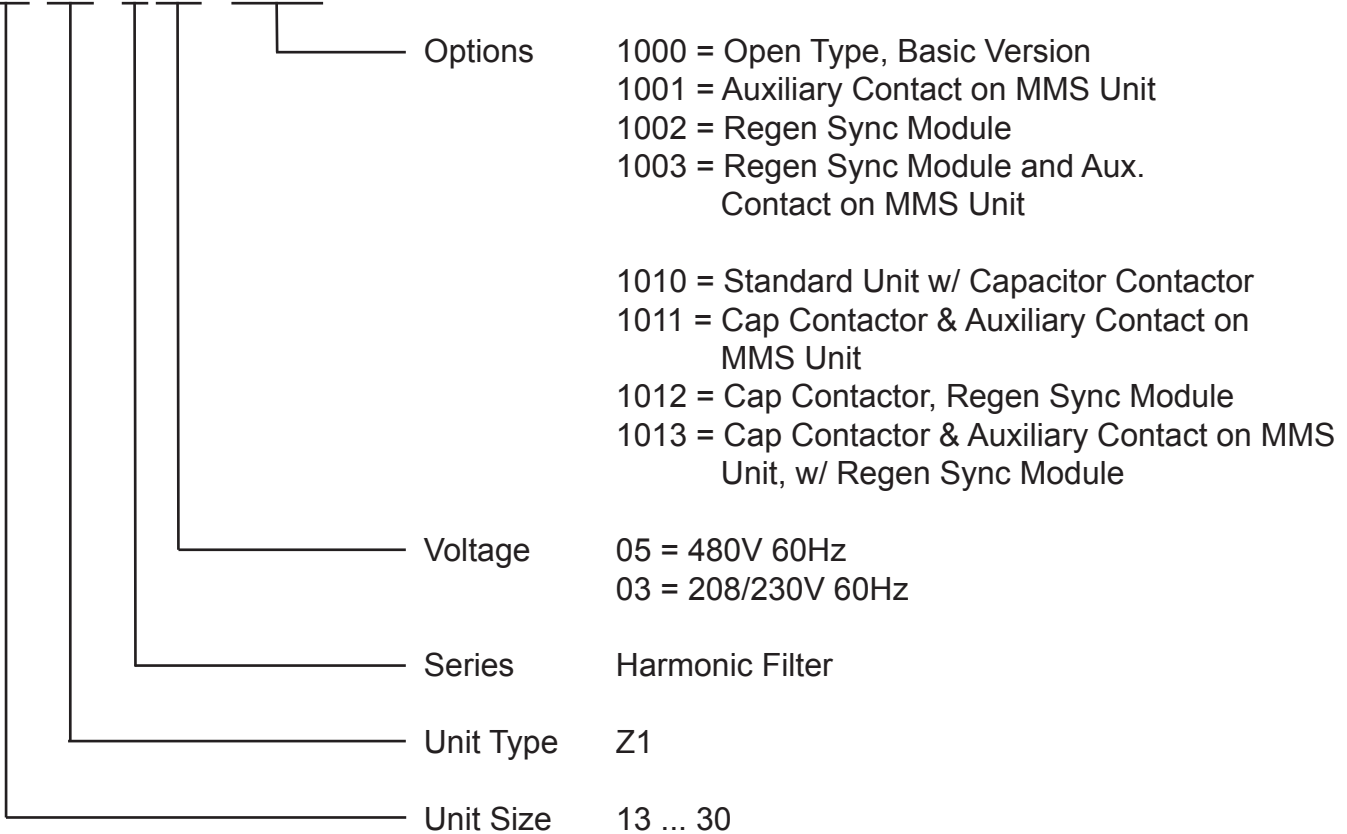 Options 1000 = Open Type, Basic Version
1001 = Auxiliary Contact on MMS Unit
1002 = Regen Sync Module
1003 = Regen Sync Module and Aux.
Contact on MMS Unit
1010 = Standard Unit w/ Capacitor Contactor
1011 = Cap Contactor & Auxiliary Contact on
MMS Unit
1012 = Cap Contactor, Regen Sync Module
1013 = Cap Contactor & Auxiliary Contact on MMS
Unit, w/ Regen Sync Module
Voltage 05 = 480V 60Hz
03 = 208/230V 60Hz
Series Harmonic Filter
Unit Type Z1
Unit Size 13 ... 30